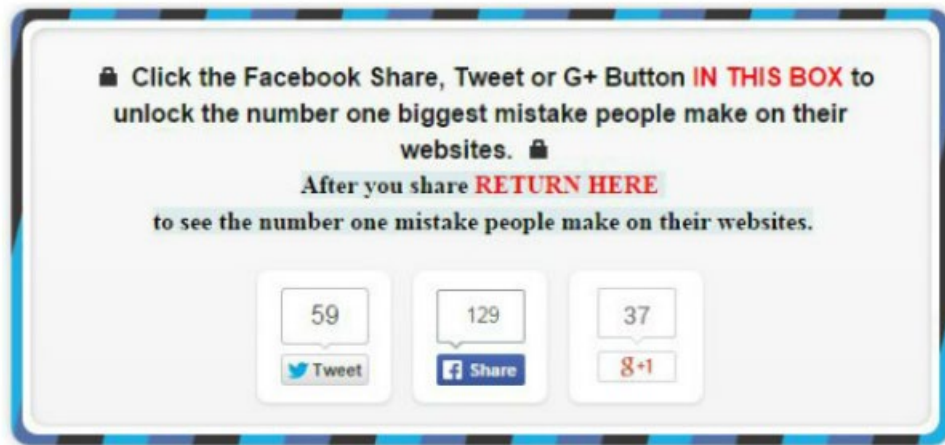 Click the Facebook Share, Tweet or G+ Button IN THIS BOX to
unlock the number one biggest mistake people make on their
websites.
After you share RETURN HERE
to see the number one mistake people make on their websites.
59 129 37
Tweet Share g+1